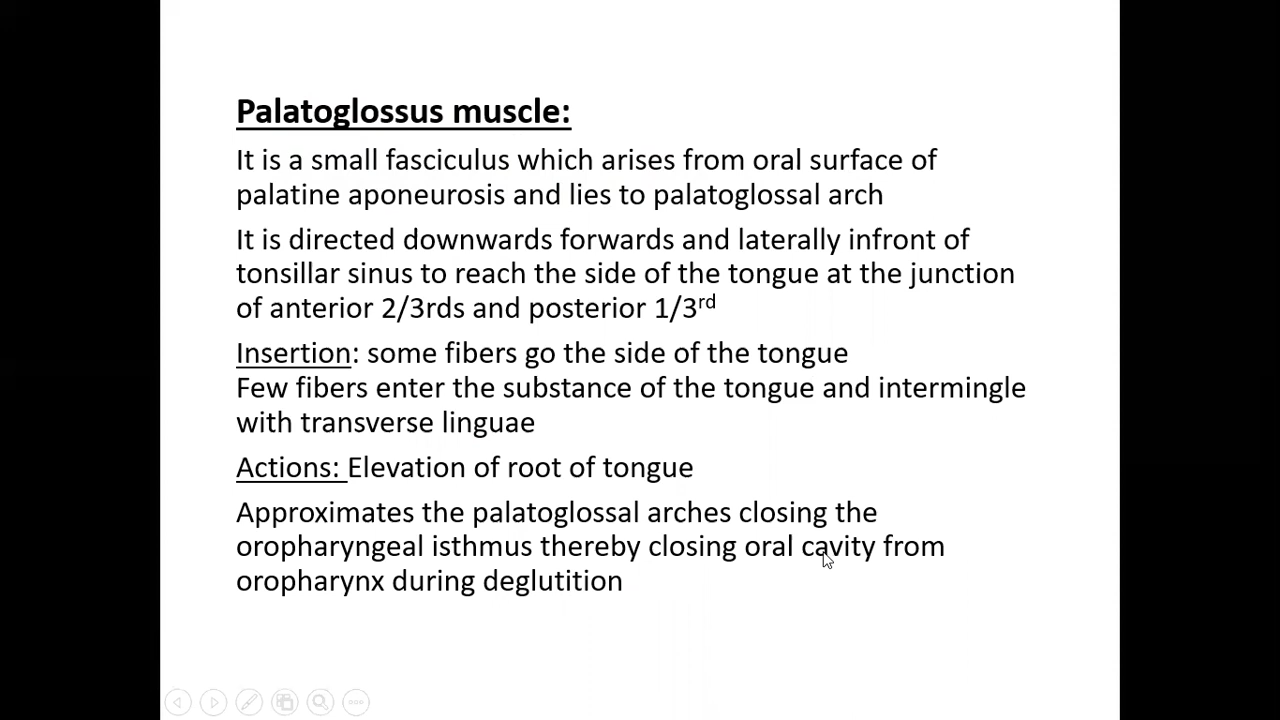 Palatoglossus muscle:
It is a small fasciculus which arises from oral surface of
palatine aponeurosis and lies to palatoglossal arch
It is directed downwards forwards and laterally infront of
tonsillar sinus to reach the side of the tongue at the junction
of anterior 2/3rds and posterior 1/3rd
Insertion: some fibers go the side of the tongue
Few fibers enter the substance of the tongue and intermingle
with transverse linguae
Actions: Elevation of root of tongue
Approximates the palatoglossal arches closing the
oropharyngeal isthmus thereby closing oral cavity from
oropharynx during deglutition